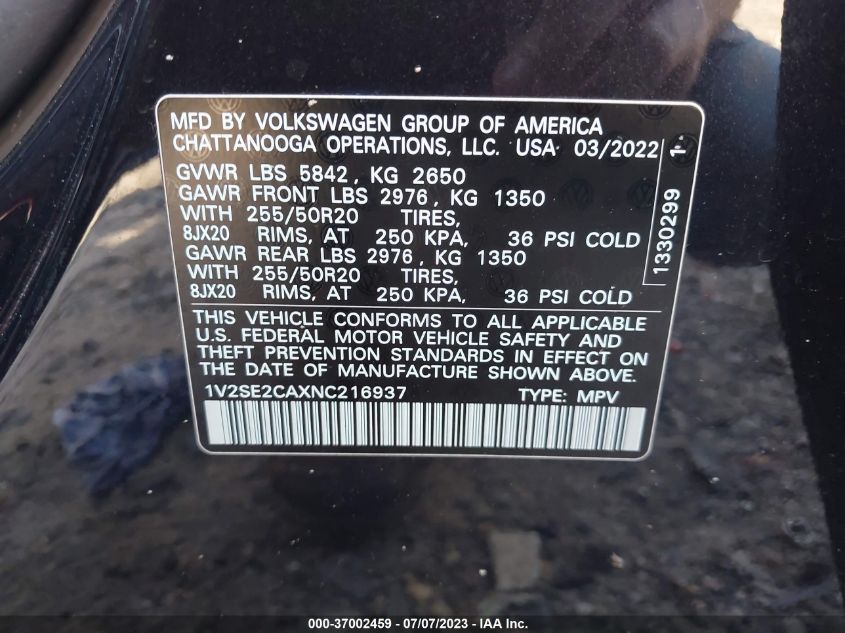 MFD BY VOLKSWAGEN GROUP OF AMERICA
CHATTANOOGA OPERATIONS, LLC. USA 03/2022
GVWR LBS 5842, KG 2650
GAWR FRONT LBS 2976, KG 1350
WITH 255/50R20 TIRES,
8JX20 RIMS, AT 250 KPA, 36 PSI COLD
GAWR REAR LBS 2976, KG 1350
WITH 255/50R20 TIRES,
8JX20 RIMS, AT 250 KPA, 36 PSI COLD
1330299 1-
THIS VEHICLE CONFORMS TO ALL APPLICABLE
U.S. FEDERAL MOTOR VEHICLE SAFETY AND
THEFT PREVENTION STANDARDS IN EFFECT ON
THE DATE OF MANUFACTURE SHOWN ABOVE.
1V2SE2CAXNC216937 TYPE: MPV
000-37002459 - 07/07/2023 - IVY Inc.